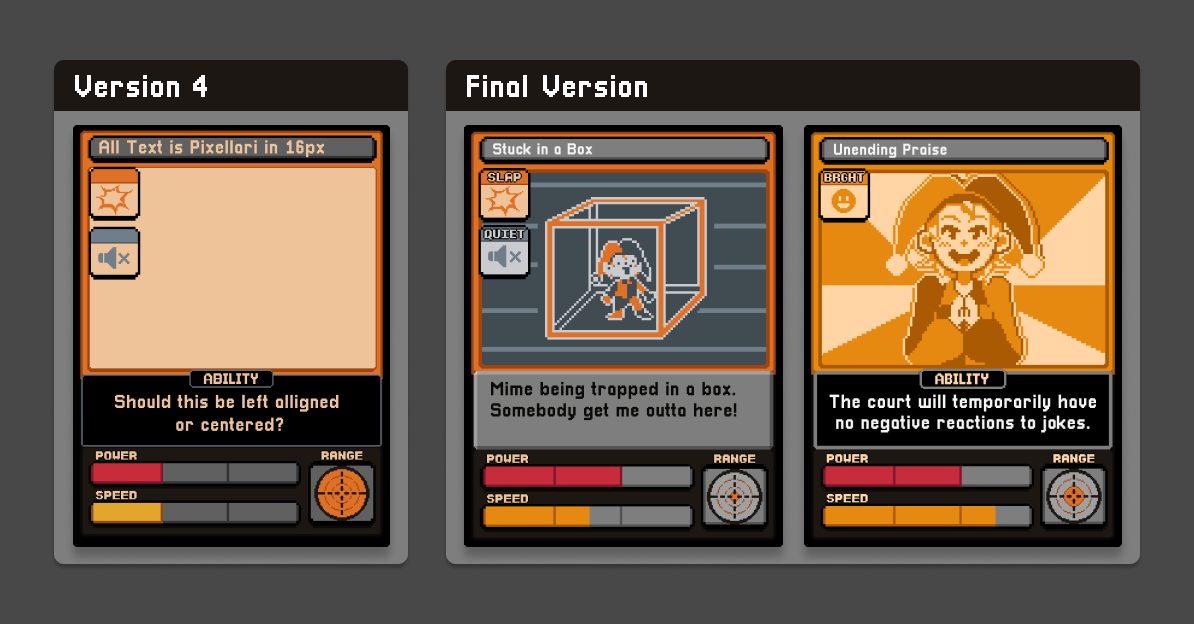 Version 4
All Text is Pixellari in 16px
ABILITY
Should this be left alligned
or centered?
POWER
RANGE
SPEED
Final Version
Stuck in a Box
SLAP
QUIET
Mime being trapped in a box.
Somebody get me outta here!
POWER
RANGE
SPEED
Unending Praise
BRGHT
ABILITY
The court will temporarily have
no negative reactions to jokes.
POWER
RANGE
SPEED